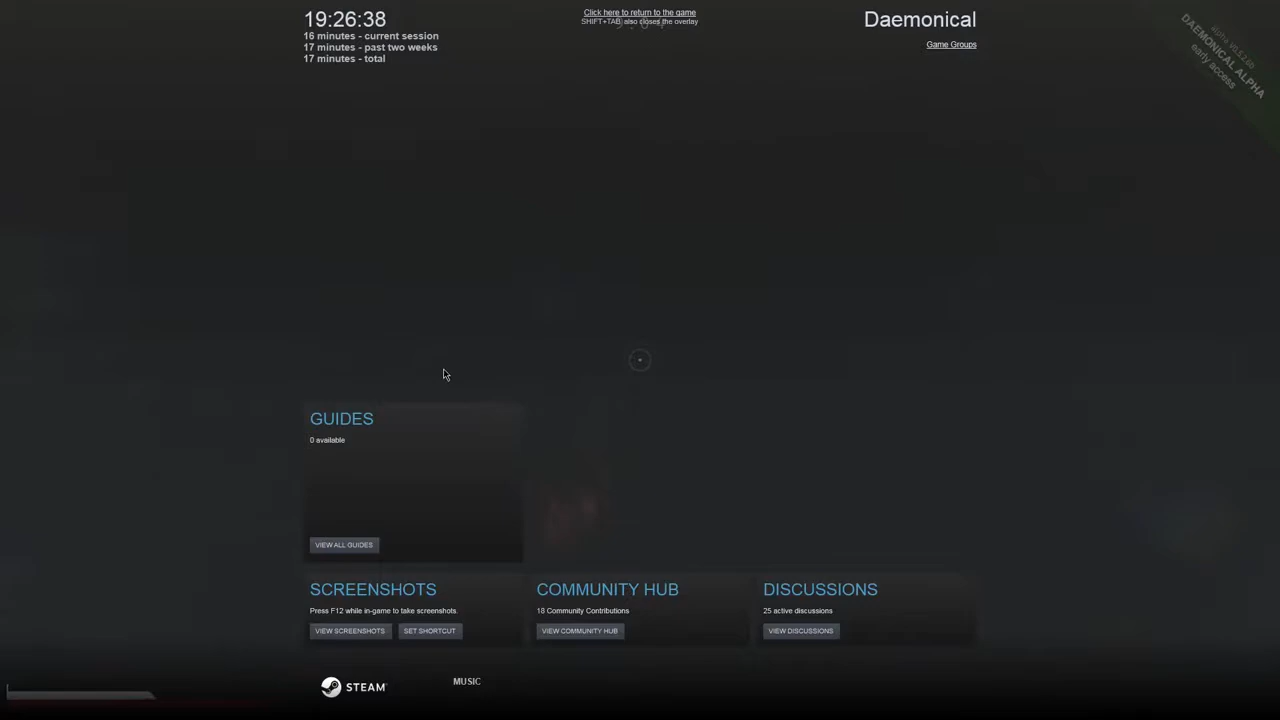 19:26:38
16 minutes - current session
17 minutes - past two weeks
17 minutes - total
Click here to return to the game
SHIFT+TAB also closes the overlay
Daemonical
Game Groups
DAEMONICAL ALPHA
early access
GUIDES
0 available
VIEW ALL GUIDES
SCREENSHOTS
Press F12 while in-game to take screenshots.
VIEW SCREENSHOTS
SET SHORTCUT
COMMUNITY HUB
18 Community Contributions
VIEW COMMUNITY HUB
DISCUSSIONS
25 active discussions
VIEW DISCUSSIONS
STEAM
MUSIC